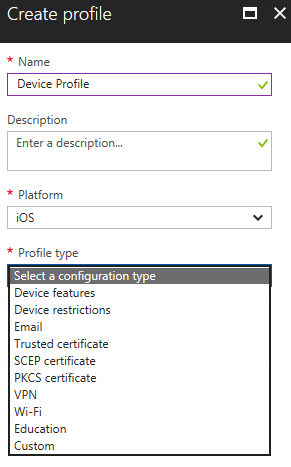 Create profile
* Name
Device Profile
Description
Enter a description...
* Platform
iOS
* Profile type
Select a configuration type
Device features
Device restrictions
Email
Trusted certificate
SCEP certificate
PKCS certificate
VPN
Wi-Fi
Education
Custom